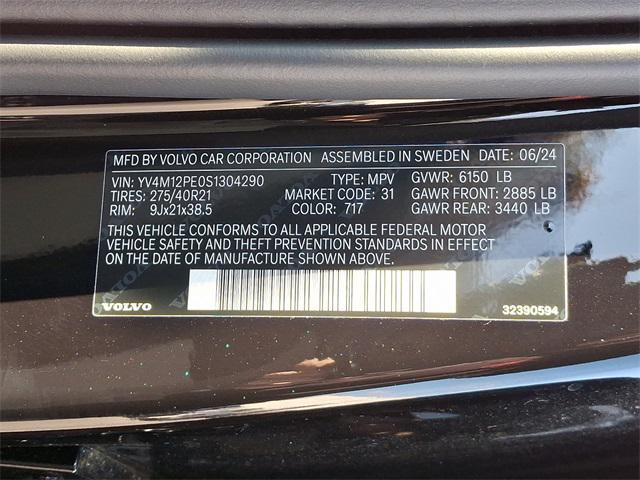 MFD BY VOLVO CAR CORPORATION ASSEMBLED IN SWEDEN DATE: 06/24
VIN: YV4M12PE0S1304290 TYPE: MPV GVWR: 6150 LB
TIRES: 275/40R21 MARKET CODE: 31 GAWR FRONT: 2885 LB
RIM: 9Jx21x38.5 COLOR: 717 GAWR REAR: 3440 LB
THIS VEHICLE CONFORMS TO ALL APPLICABLE FEDERAL MOTOR
VEHICLE SAFETY AND THEFT PREVENTION STANDARDS IN EFFECT
ON THE DATE OF MANUFACTURE SHOWN ABOVE.
VOLVO 32390594